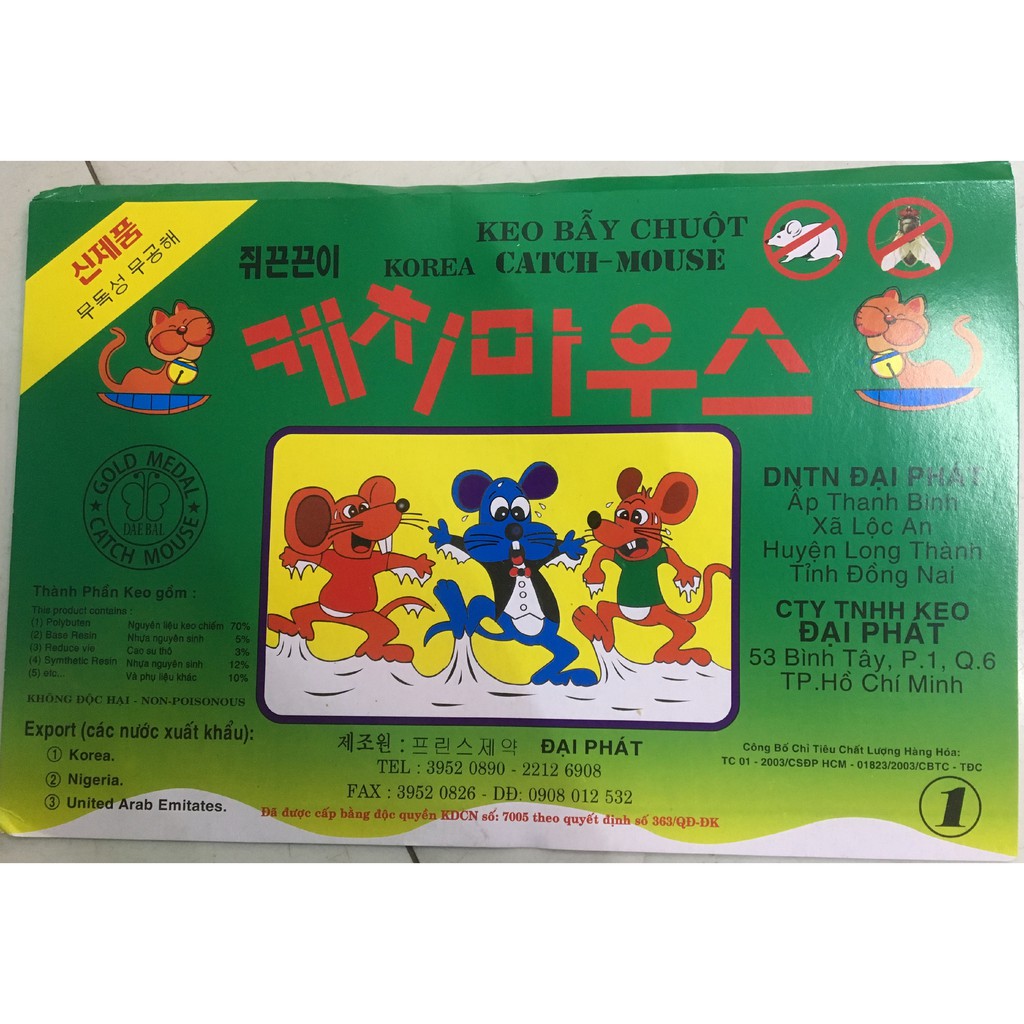 신제품
무독성 무공해
KEO BẪY CHUỘT
쥐끈끈이
KOREA CATCH-MOUSE
캐치마우스
GOLD MEDAL
DAE BAL
CATCH MOUSE
DNTN ĐẠI PHÁT
Ấp Thanh Bình
Xã Lộc An
Huyện Long Thành
Tỉnh Đồng Nai
CTY TNHH KEO
ĐẠI PHÁT
53 Bình Tây, P.1, Q.6
TP.Hồ Chí Minh
Thành Phần Keo gồm :
This product contains :
(1) Polybuten Nguyên liệu keo chiếm 70%
(2) Base Resin Nhựa nguyên sinh 5%
(3) Reduce vie Cao su thô 3%
(4) Symthetic Resin Nhựa nguyên sinh 12%
(5) etc... Và phụ liệu khác 10%
KHÔNG ĐỘC HẠI - NON-POISONOUS
Export (các nước xuất khẩu):
① Korea.
② Nigeria.
③ United Arab Emitates.
제조원 : 프린스제약 ĐẠI PHÁT
TEL : 3952 0890 - 2212 6908
FAX : 3952 0826 - DĐ: 0908 012 532
Đã được cấp bằng độc quyền KDCN số: 7005 theo quyết định số 363/QĐ-ĐK
Công Bố Chỉ Tiêu Chất Lượng Hàng Hóa:
TC 01 - 2003/CSĐP HCM - 01823/2003/CBTC - TĐC
1